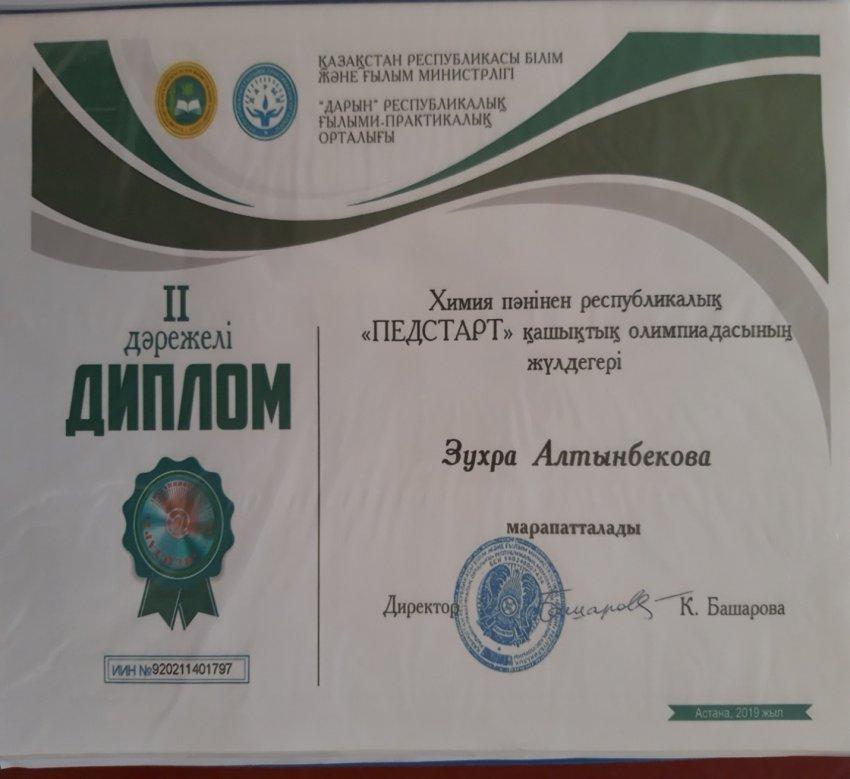 ҚАЗАҚСТАН РЕСПУБЛИКАСЫ БІЛІМ
ЖӘНЕ ҒЫЛЫМ МИНИСТРЛІГІ
"ДАРЫН" РЕСПУБЛИКАЛЫҚ
ҒЫЛЫМИ-ПРАКТИКАЛЫҚ
ОРТАЛЫҒЫ
II
дәрежелі
ДИПЛОМ
ИИН №920211401797
Химия пәнінен республикалық
«ПЕДСТАРТ» қашықтық олимпиадасының
жүлдегері
Зухра Алтынбекова
марапатталады
Директор
К. Башарова
Астана, 2019 жыл